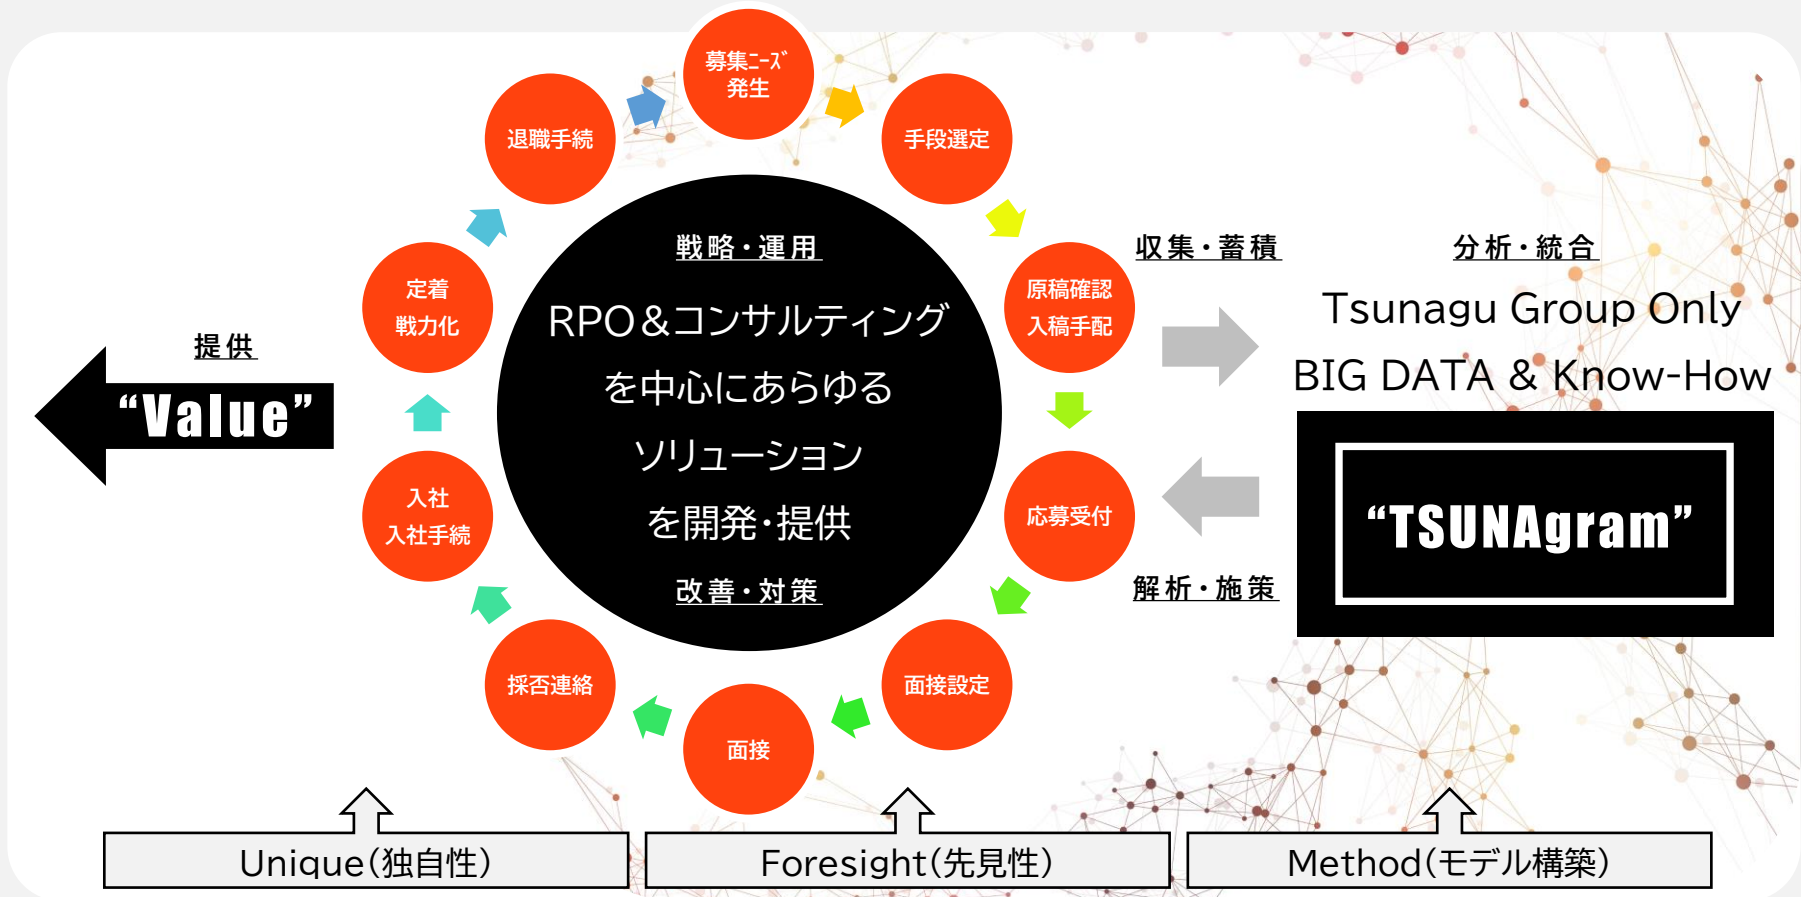 募集ﾆｰｽﾞ
発生
手段選定
原稿確認
入稿手配
応募受付
面接設定
面接
採否連絡
入社
入社手続
定着
戦力化
退職手続
戦略・運用
RPO＆コンサルティング
を中心にあらゆる
ソリューション
を開発・提供
改善・対策
提供
“Value”
収集・蓄積
解析・施策
分析・統合
Tsunagu Group Only
BIG DATA & Know-How
“TSUNAgram”
Unique（独自性）
Foresight（先見性）
Method（モデル構築）